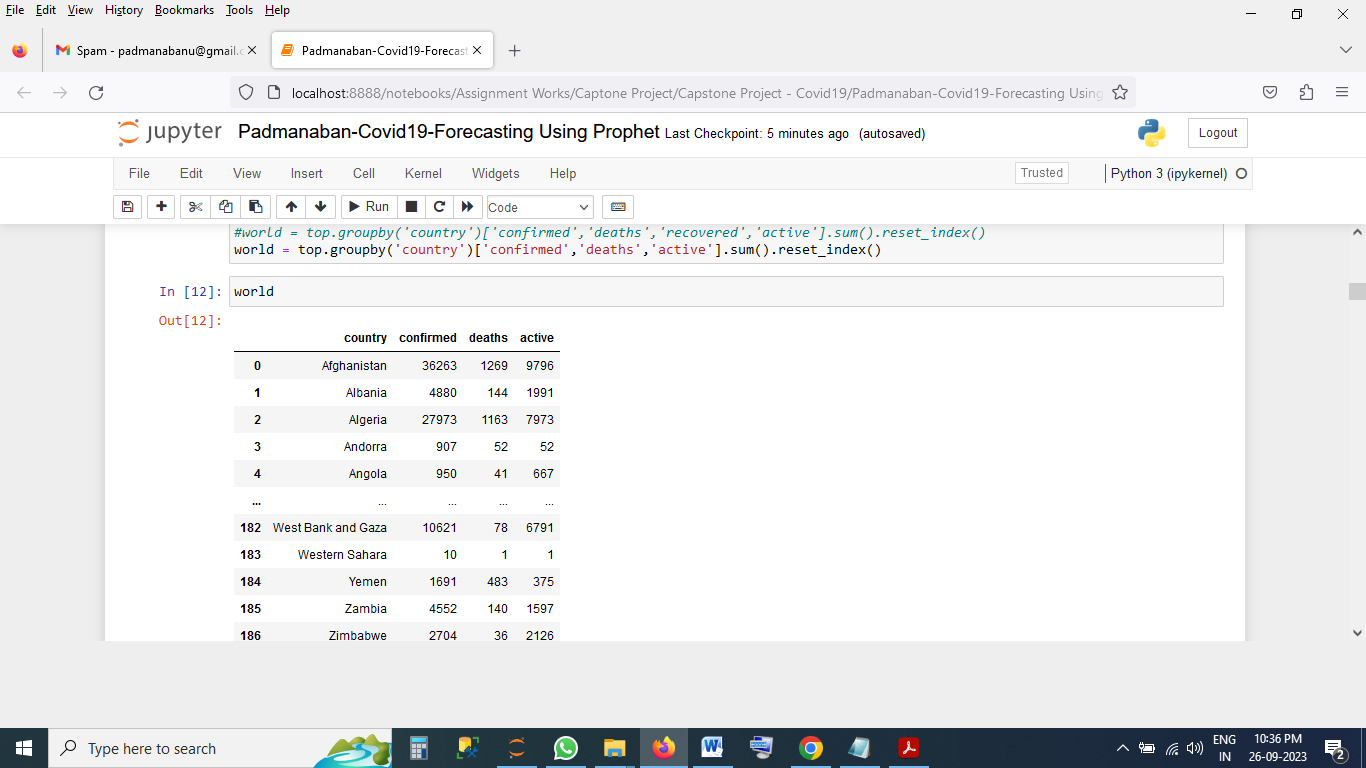 File Edit View History Bookmarks Tools Help
Spam - padmanabanu@gmail.c
Padmanaban-Covid19-Forecast
localhost:8888/notebooks/Assignment Works/Captone Project/Capstone Project - Covid19/Padmanaban-Covid19-Forecasting Using
jupyter Padmanaban-Covid19-Forecasting Using Prophet Last Checkpoint: 5 minutes ago (autosaved)
Logout
File Edit View Insert Cell Kernel Widgets Help
Trusted
Python 3 (ipykernel)
Run
Code
#world = top.groupby('country')['confirmed','deaths','recovered','active'].sum().reset_index()
world = top.groupby('country')['confirmed','deaths','active'].sum().reset_index()
In [12]: world
Out[12]:
country confirmed deaths active
0 Afghanistan 36263 1269 9796
1 Albania 4880 144 1991
2 Algeria 27973 1163 7973
3 Andorra 907 52 52
4 Angola 950 41 667
... ... ... ... ...
182 West Bank and Gaza 10621 78 6791
183 Western Sahara 10 1 1
184 Yemen 1691 483 375
185 Zambia 4552 140 1597
186 Zimbabwe 2704 36 2126
Type here to search
ENG
IN
10:36 PM
26-09-2023
2